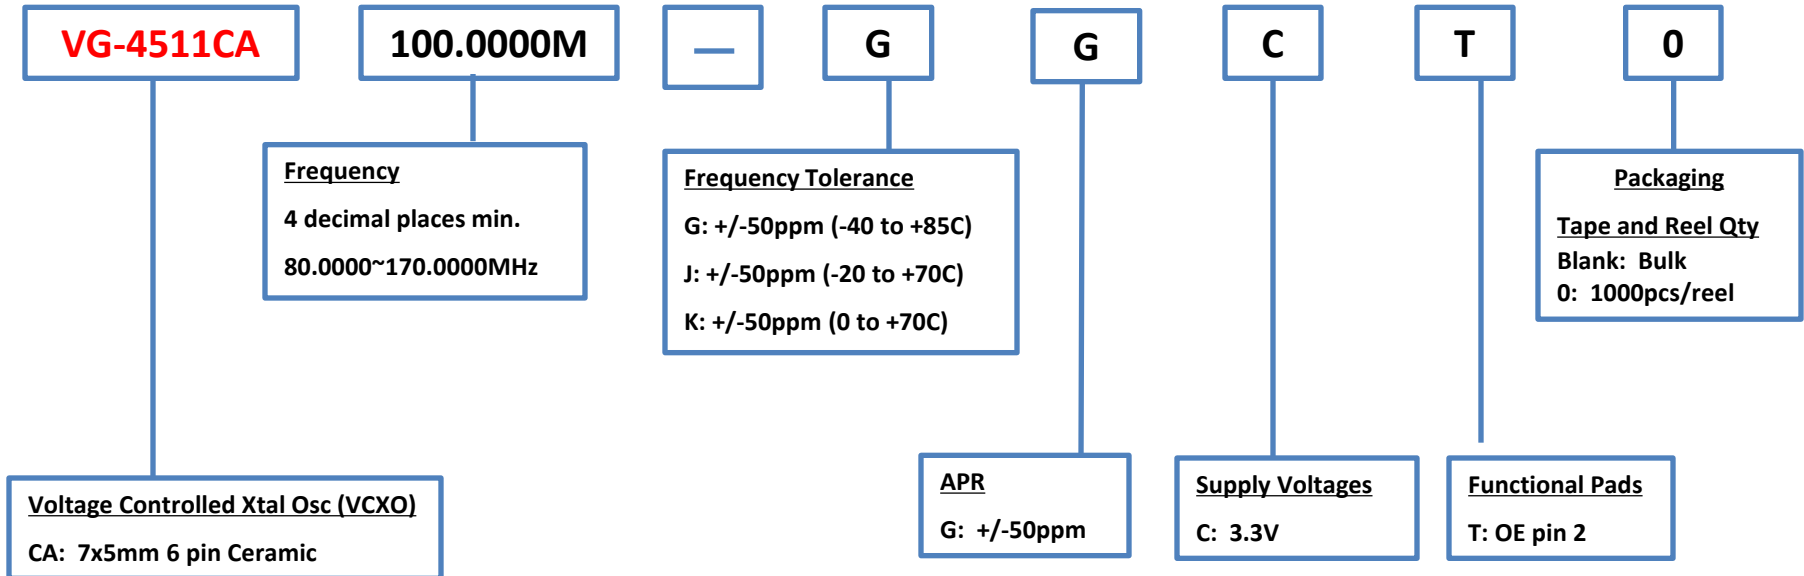 VG-4511CA 100.0000M — G G C T 0
Frequency
4 decimal places min.
80.0000~170.0000MHz
Frequency Tolerance
G: +/-50ppm (-40 to +85C)
J: +/-50ppm (-20 to +70C)
K: +/-50ppm (0 to +70C)
Packaging
Tape and Reel Qty
Blank: Bulk
0: 1000pcs/reel
Voltage Controlled Xtal Osc (VCXO)
CA: 7x5mm 6 pin Ceramic
APR
G: +/-50ppm
Supply Voltages
C: 3.3V
Functional Pads
T: OE pin 2